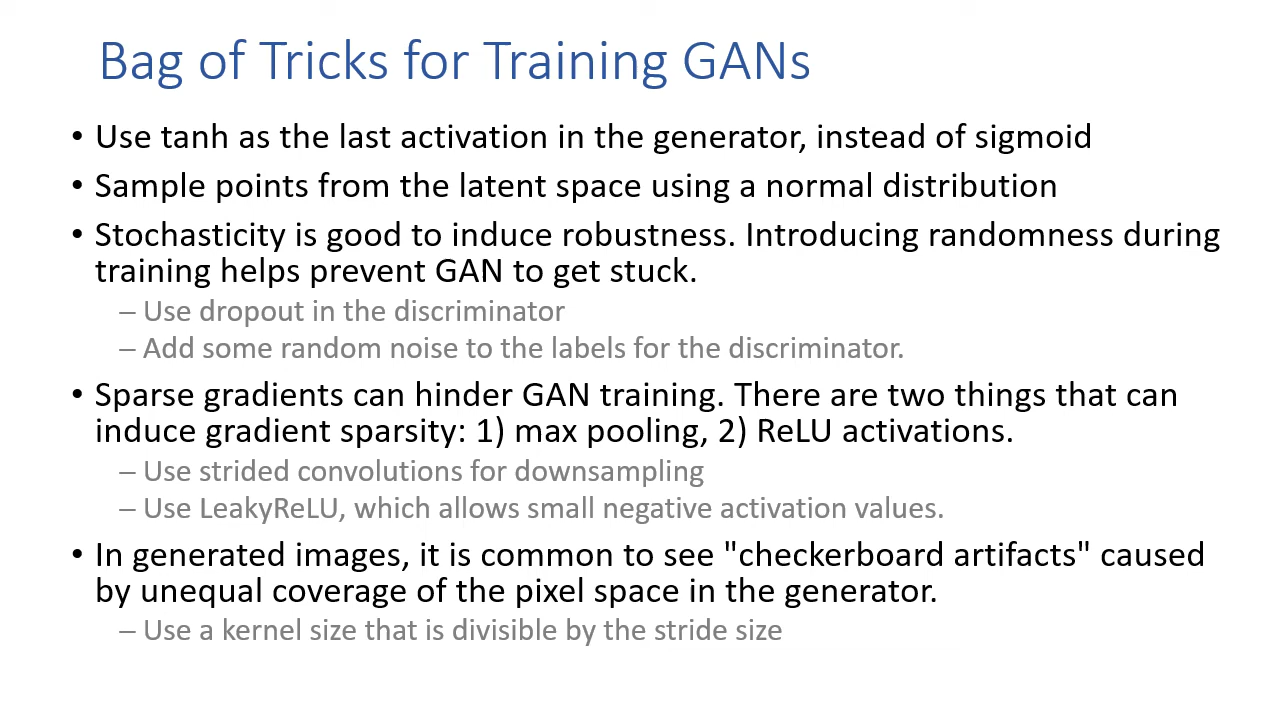 Bag of Tricks for Training GANs
• Use tanh as the last activation in the generator, instead of sigmoid
• Sample points from the latent space using a normal distribution
• Stochasticity is good to induce robustness. Introducing randomness during
training helps prevent GAN to get stuck.
– Use dropout in the discriminator
– Add some random noise to the labels for the discriminator.
• Sparse gradients can hinder GAN training. There are two things that can
induce gradient sparsity: 1) max pooling, 2) ReLU activations.
– Use strided convolutions for downsampling
– Use LeakyReLU, which allows small negative activation values.
• In generated images, it is common to see "checkerboard artifacts" caused
by unequal coverage of the pixel space in the generator.
– Use a kernel size that is divisible by the stride size